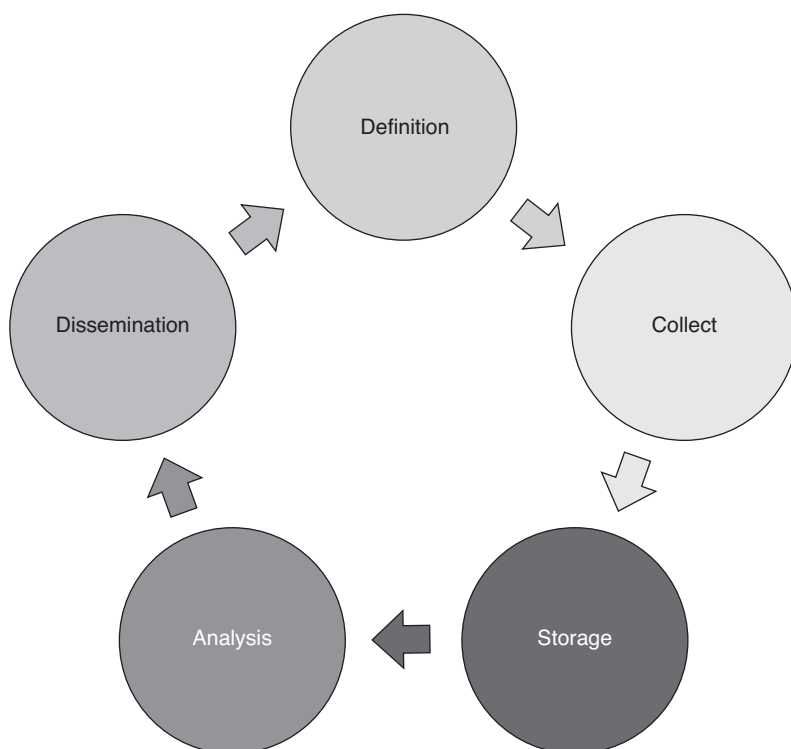 Definition
Collect
Storage
Analysis
Dissemination